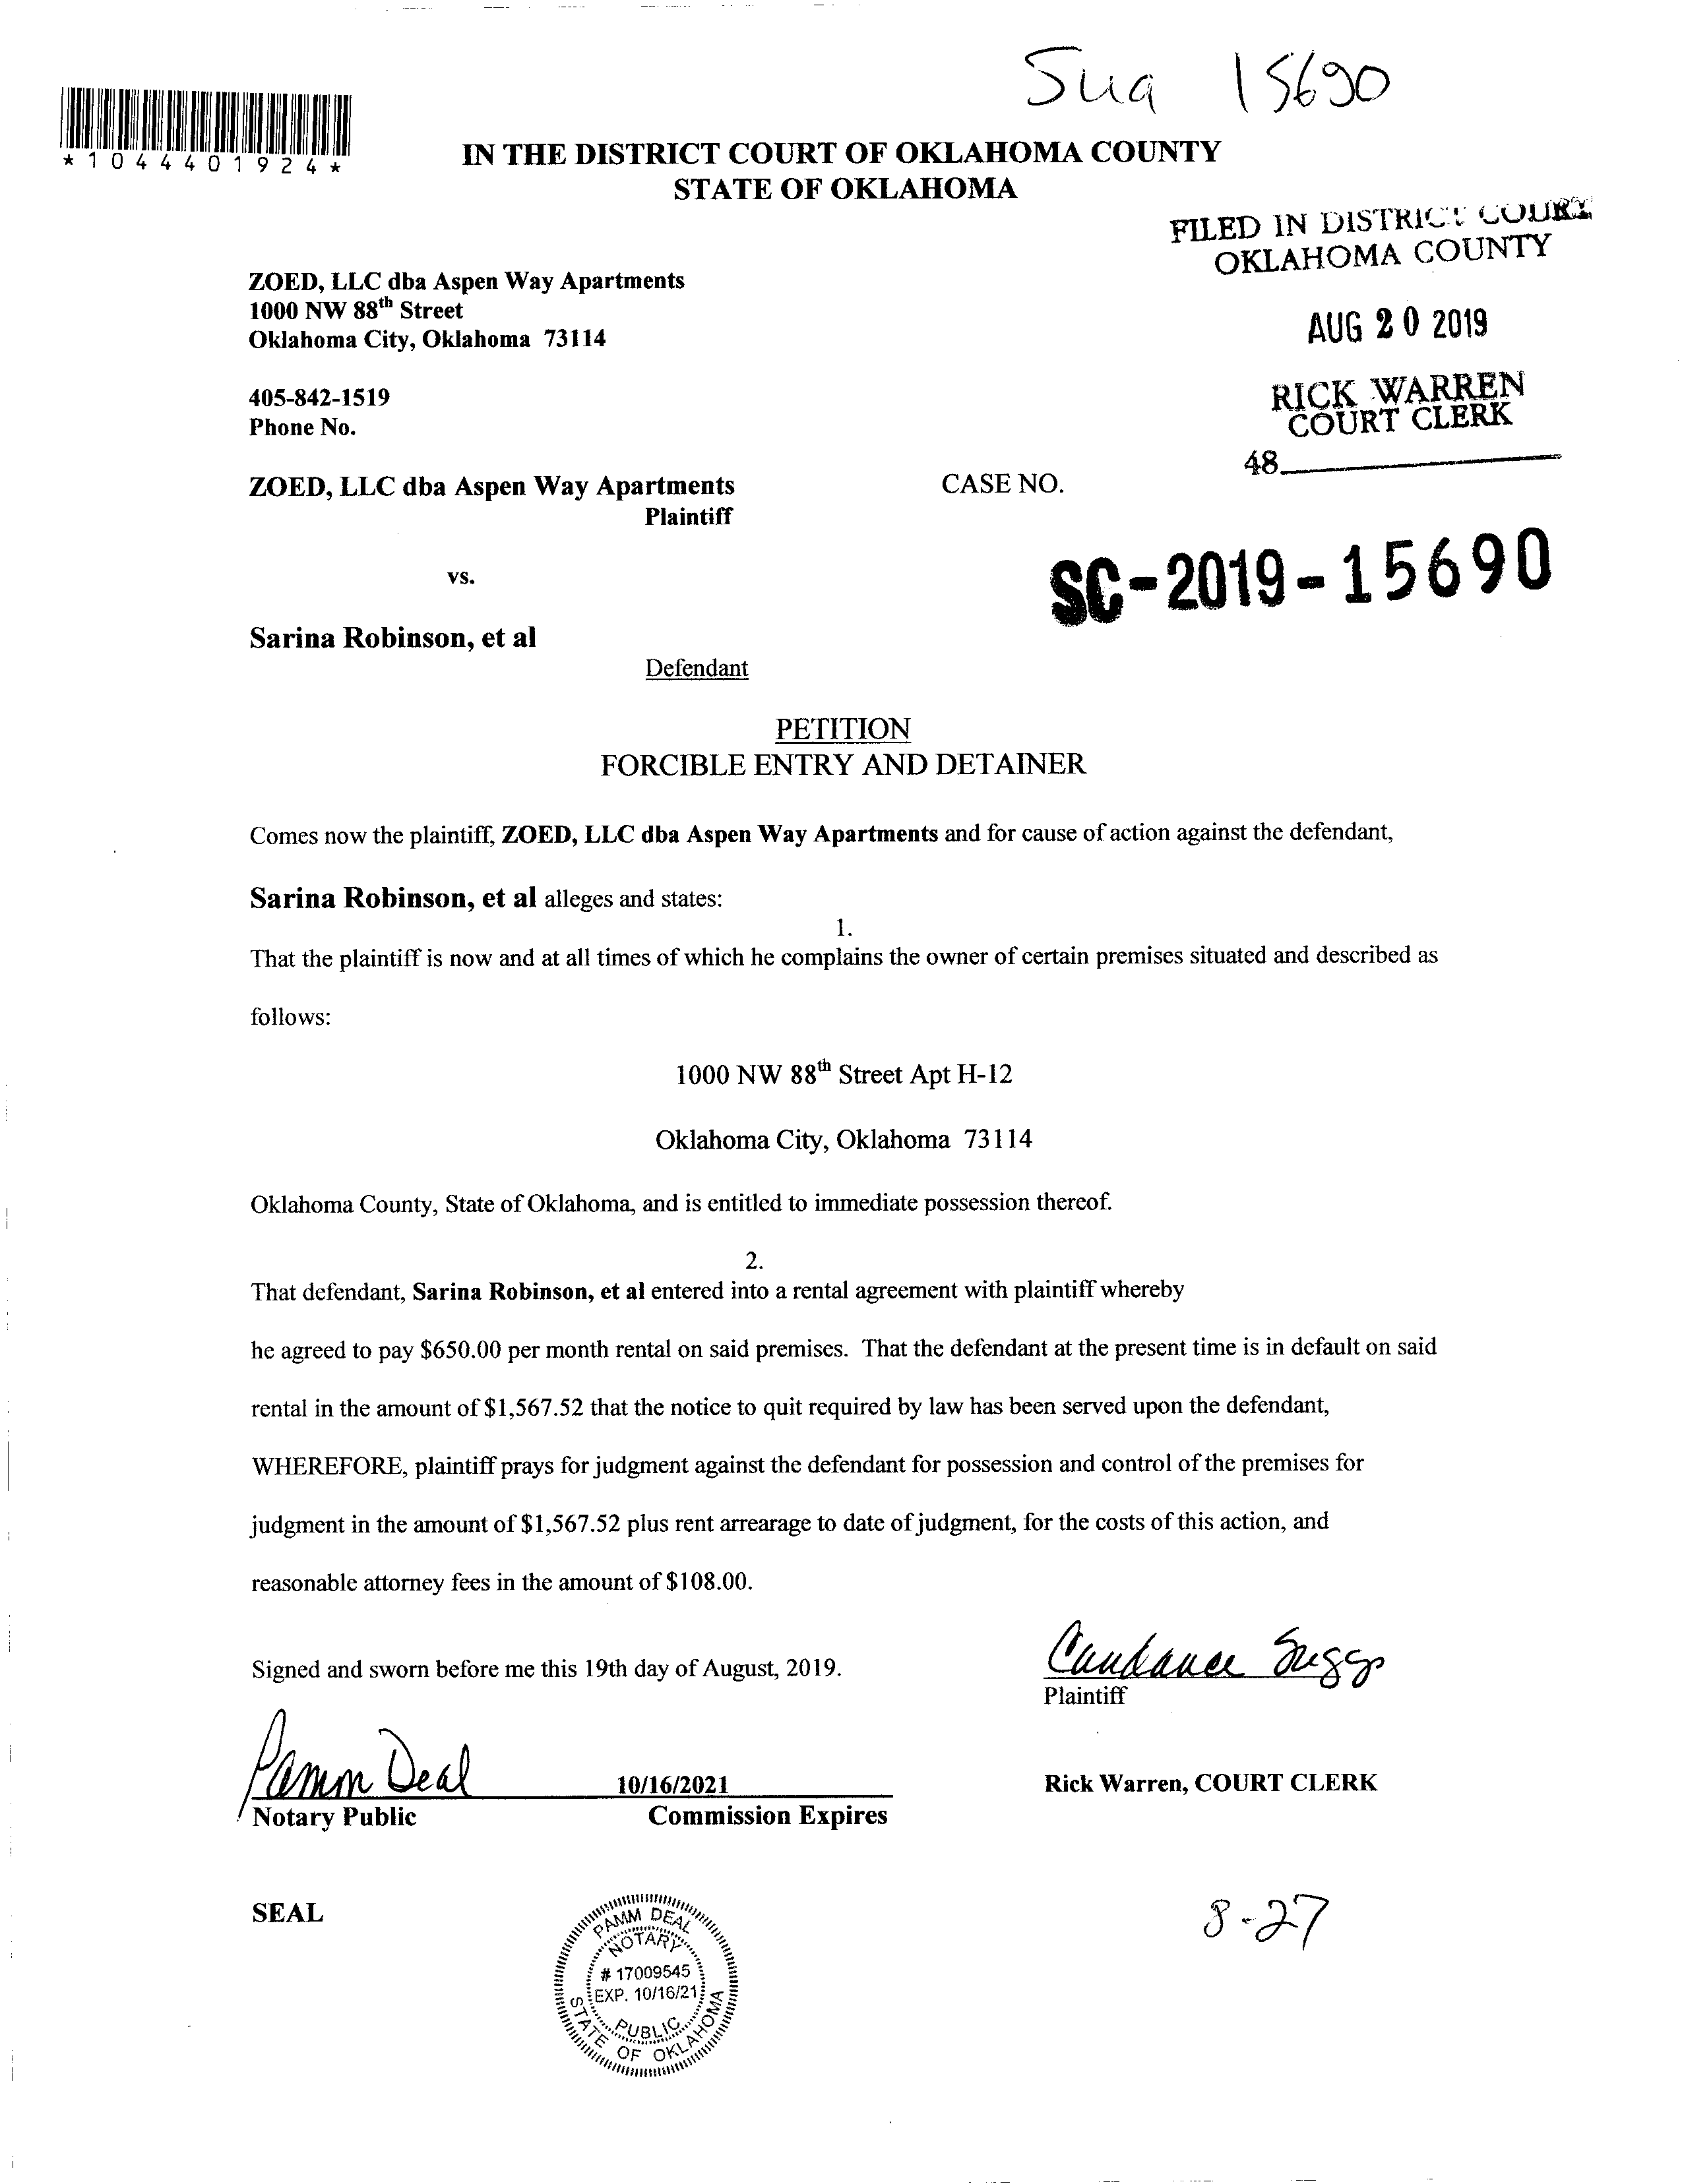 Sua 15690
*1044401924*
IN THE DISTRICT COURT OF OKLAHOMA COUNTY
STATE OF OKLAHOMA
FILED IN DISTRICT COURT
OKLAHOMA COUNTY
AUG 20 2019
RICK WARREN
COURT CLERK
48
ZOED, LLC dba Aspen Way Apartments
1000 NW 88th Street
Oklahoma City, Oklahoma 73114
405-842-1519
Phone No.
ZOED, LLC dba Aspen Way Apartments
Plaintiff
CASE NO.
SC-2019-15690
vs.
Sarina Robinson, et al
Defendant
PETITION
FORCIBLE ENTRY AND DETAINER
Comes now the plaintiff, ZOED, LLC dba Aspen Way Apartments and for cause of action against the defendant,
Sarina Robinson, et al alleges and states:
1.
That the plaintiff is now and at all times of which he complains the owner of certain premises situated and described as
follows:
1000 NW 88th Street Apt H-12
Oklahoma City, Oklahoma 73114
Oklahoma County, State of Oklahoma, and is entitled to immediate possession thereof.
2.
That defendant, Sarina Robinson, et al entered into a rental agreement with plaintiff whereby
he agreed to pay $650.00 per month rental on said premises. That the defendant at the present time is in default on said
rental in the amount of $1,567.52 that the notice to quit required by law has been served upon the defendant,
WHEREFORE, plaintiff prays for judgment against the defendant for possession and control of the premises for
judgment in the amount of $1,567.52 plus rent arrearage to date of judgment, for the costs of this action, and
reasonable attorney fees in the amount of $108.00.
Signed and sworn before me this 19th day of August, 2019.
Candance Suggs
Plaintiff
Pamm Deal
10/16/2021
Notary Public
Commission Expires
Rick Warren, COURT CLERK
SEAL
PAMM DEAL
NOTARY
# 17009545
EXP. 10/16/21
PUBLIC
STATE OF OKLAHOMA
8-27